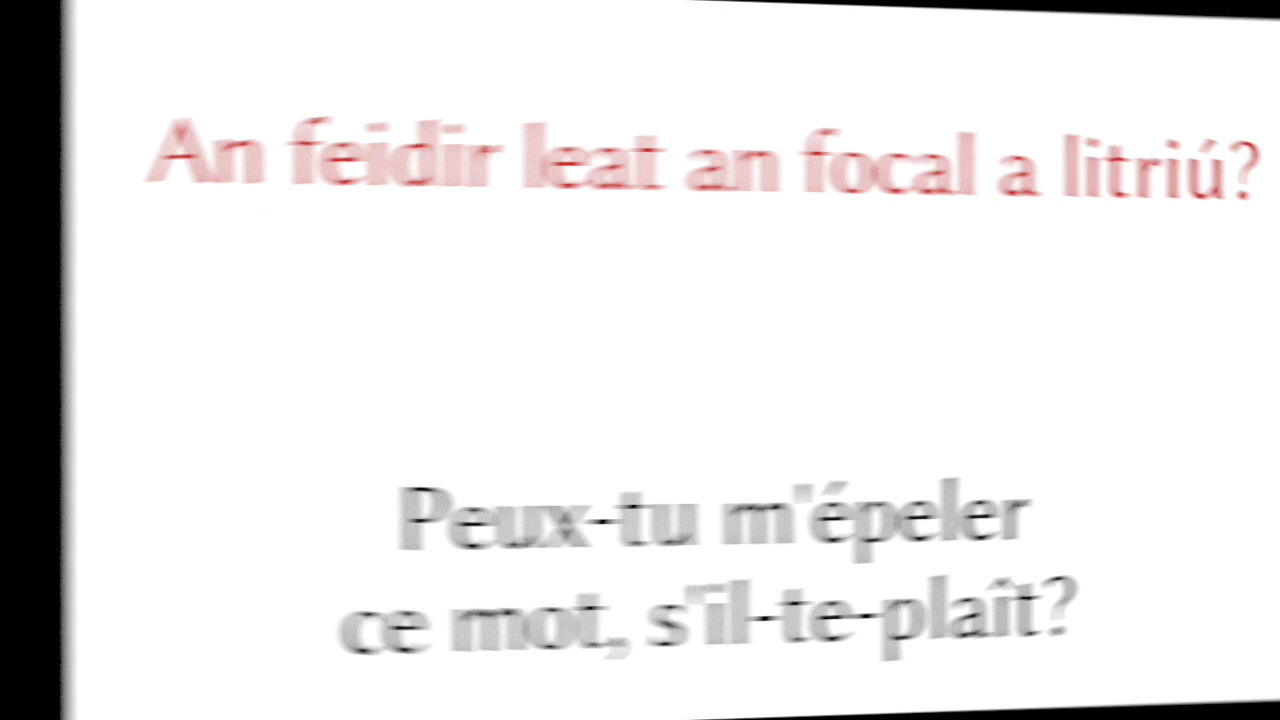 An feidir leat an focal a litriú?
Peux-tu m'épeler
ce mot, s'il-te-plaît?